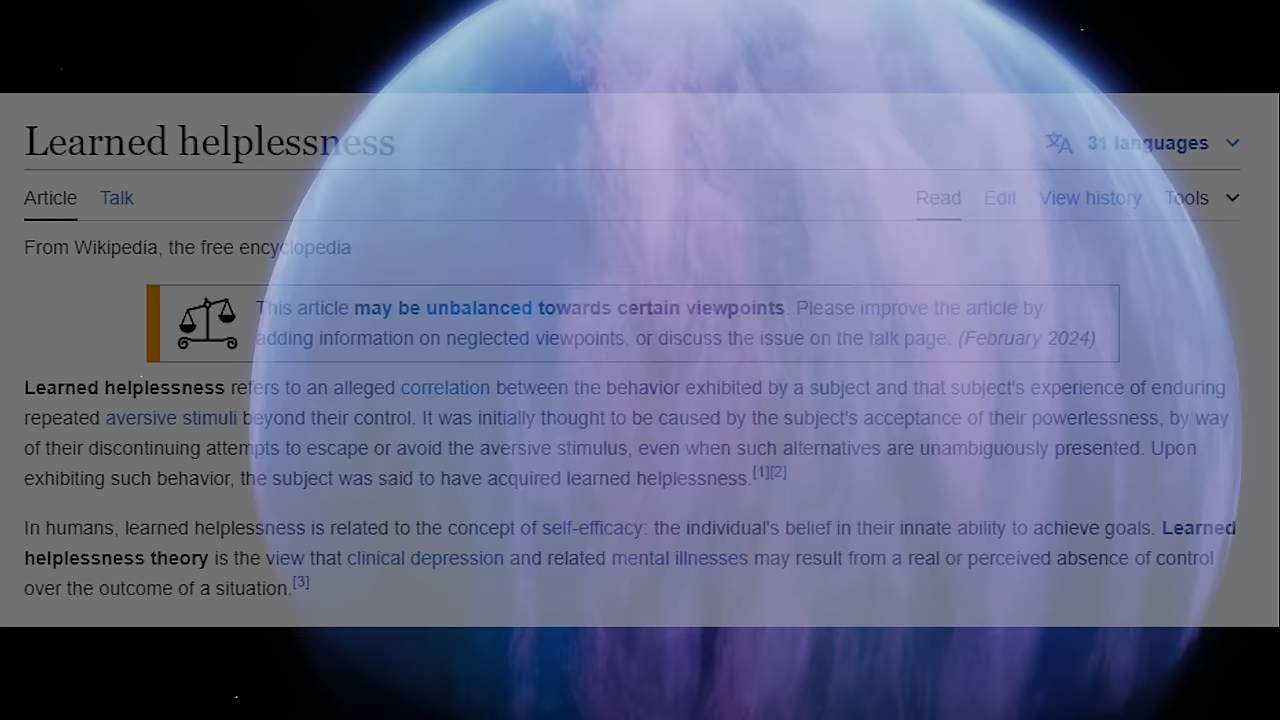 Learned helplessness
31 languages
Article Talk Read Edit View history Tools
From Wikipedia, the free encyclopedia
This article may be unbalanced towards certain viewpoints. Please improve the article by
adding information on neglected viewpoints, or discuss the issue on the talk page. (February 2024)
Learned helplessness refers to an alleged correlation between the behavior exhibited by a subject and that subject's experience of enduring
repeated aversive stimuli beyond their control. It was initially thought to be caused by the subject's acceptance of their powerlessness, by way
of their discontinuing attempts to escape or avoid the aversive stimulus, even when such alternatives are unambiguously presented. Upon
exhibiting such behavior, the subject was said to have acquired learned helplessness.[1][2]
In humans, learned helplessness is related to the concept of self-efficacy: the individual's belief in their innate ability to achieve goals. Learned
helplessness theory is the view that clinical depression and related mental illnesses may result from a real or perceived absence of control
over the outcome of a situation.[3]